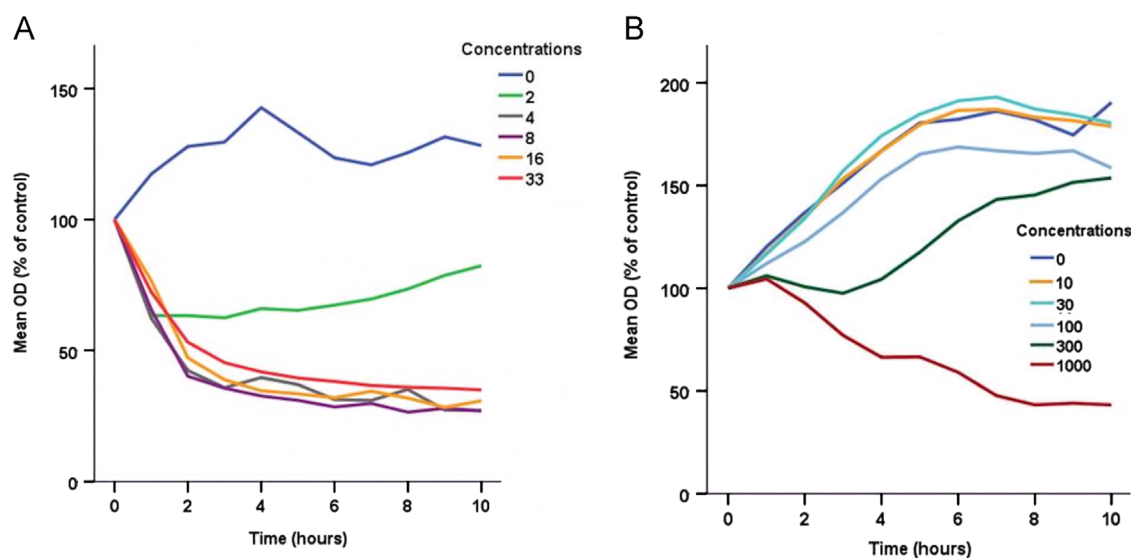 A
Concentrations
0
2
4
8
16
33
150
100
50
0
Mean OD (% of control)
0 2 4 6 8 10
Time (hours)
B
200
150
100
50
0
Mean OD (% of control)
Concentrations
0
10
30
100
300
1000
0 2 4 6 8 10
Time (hours)